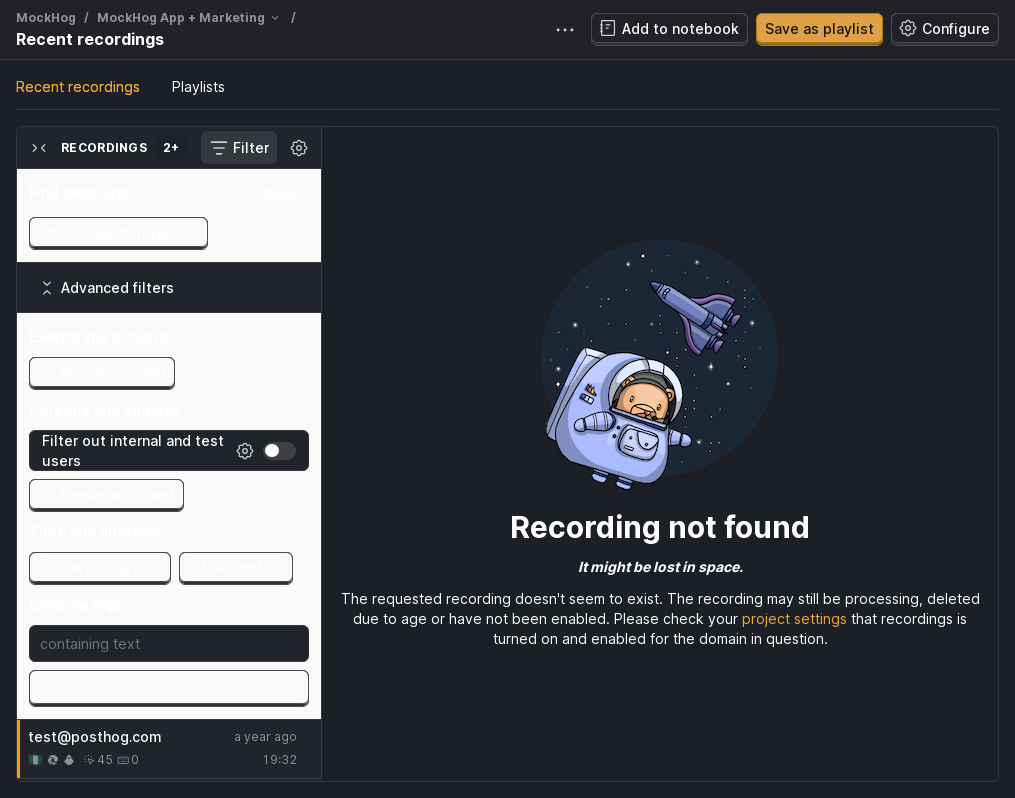 MockHog / MockHog App + Marketing /
Recent recordings
Add to notebook
Save as playlist
Configure
Recent recordings
Playlists
RECORDINGS 2+
Filter
Find sessions
Reset
Choose quick filter
Advanced filters
Events and actions
Action or event
Persons and cohorts
Filter out internal and test
users
Person or cohort
Time and duration
Last 3 days
> 1 second
Console logs
containing text
test@posthog.com
a year ago
45
0
19:32
Recording not found
It might be lost in space.
The requested recording doesn't seem to exist. The recording may still be processing, deleted
due to age or have not been enabled. Please check your project settings that recordings is
turned on and enabled for the domain in question.